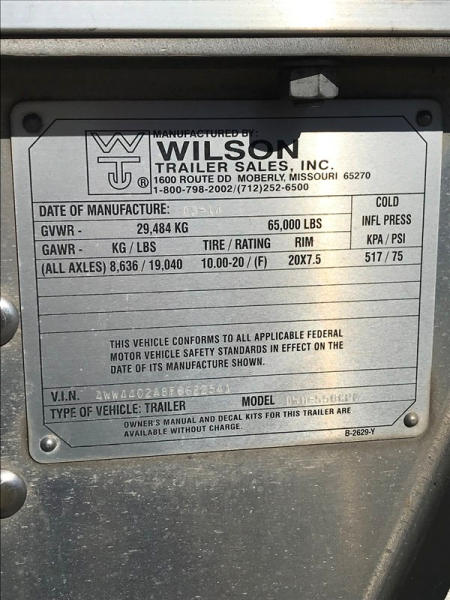 MANUFACTURED BY:
WILSON
TRAILER SALES, INC.
1600 ROUTE DD MOBERLY, MISSOURI 65270
1-800-798-2002/(712)252-6500
WT ®
DATE OF MANUFACTURE:
GVWR - 29,484 KG 65,000 LBS
COLD
INFL PRESS
KPA / PSI
GAWR - KG / LBS TIRE / RATING RIM
(ALL AXLES) 8,636 / 19,040 10.00-20 / (F) 20X7.5 517 / 75
THIS VEHICLE CONFORMS TO ALL APPLICABLE FEDERAL
MOTOR VEHICLE SAFETY STANDARDS IN EFFECT ON THE
DATE OF ITS MANUFACTURE SHOWN.
V.I.N.
TYPE OF VEHICLE: TRAILER MODEL
OWNER'S MANUAL AND DECAL KITS FOR THIS TRAILER ARE
AVAILABLE WITHOUT CHARGE.
B-2629-Y